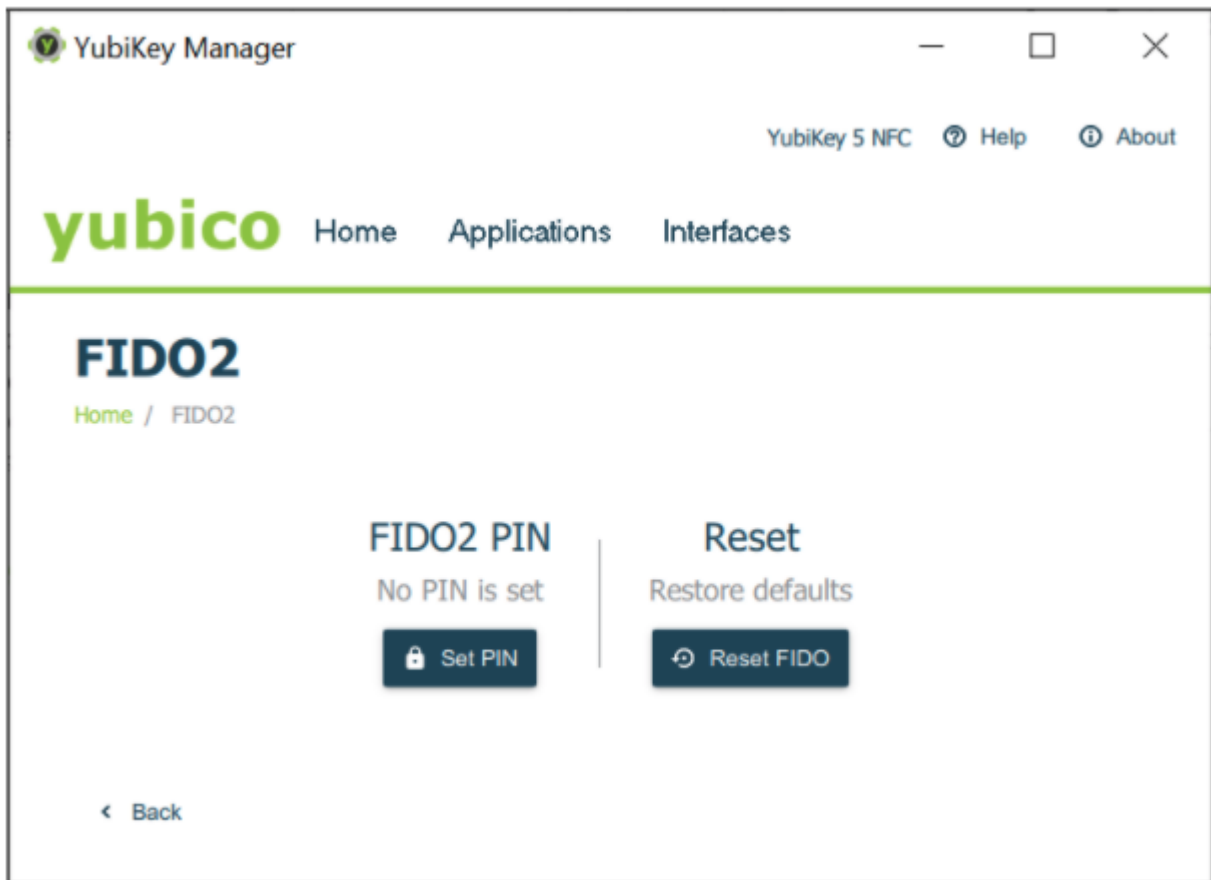 YubiKey Manager
YubiKey 5 NFC Help About
yubico Home Applications Interfaces
FIDO2
Home / FIDO2
FIDO2 PIN
No PIN is set
Set PIN
Reset
Restore defaults
Reset FIDO
Back